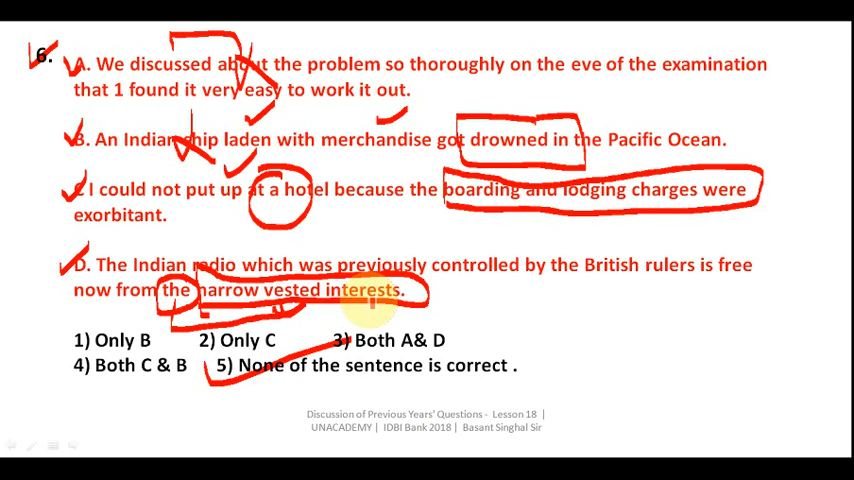 6.
A. We discussed about the problem so thoroughly on the eve of the examination
that 1 found it very easy to work it out.
B. An Indian ship laden with merchandise got drowned in the Pacific Ocean.
C I could not put up at a hotel because the boarding and lodging charges were
exorbitant.
D. The Indian radio which was previously controlled by the British rulers is free
now from the narrow vested interests.
1) Only B 2) Only C 3) Both A& D
4) Both C & B 5) None of the sentence is correct .
Discussion of Previous Years' Questions - Lesson 18 |
UNACADEMY | IDBI Bank 2018 | Basant Singhal Sir